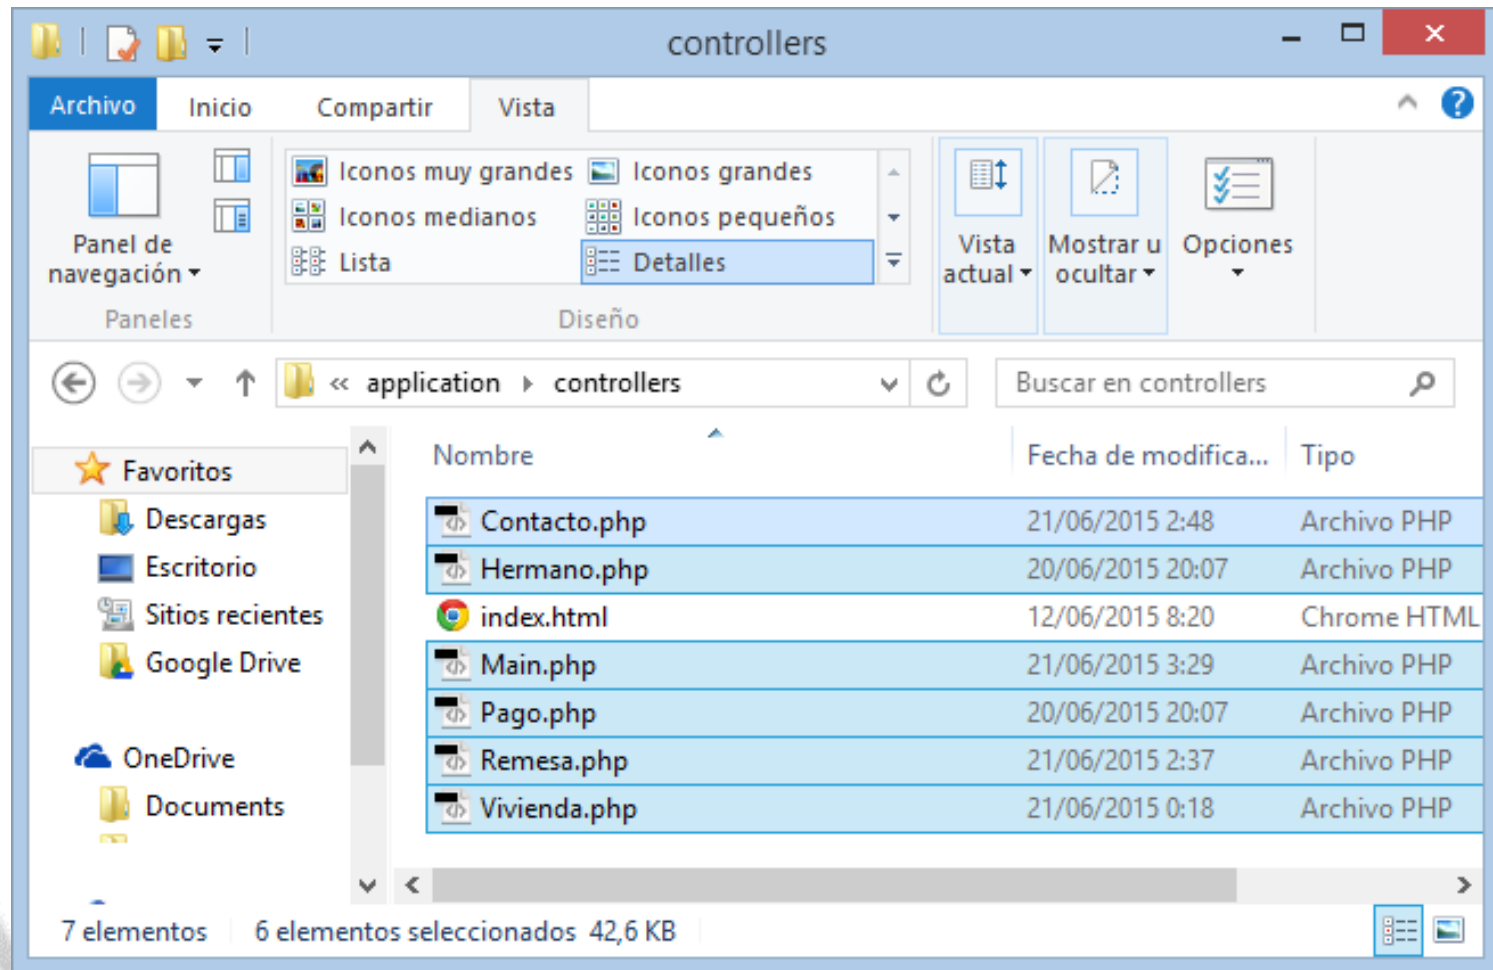 controllers
Archivo Inicio Compartir Vista
Iconos muy grandes Iconos grandes
Iconos medianos Iconos pequeños
Lista Detalles
Panel de navegación
Vista actual
Mostrar u ocultar
Opciones
Paneles Diseño
« application controllers Buscar en controllers
Nombre Fecha de modifica... Tipo
Favoritos
Descargas
Escritorio
Sitios recientes
Google Drive
OneDrive
Documents
Contacto.php 21/06/2015 2:48 Archivo PHP
Hermano.php 20/06/2015 20:07 Archivo PHP
index.html 12/06/2015 8:20 Chrome HTML
Main.php 21/06/2015 3:29 Archivo PHP
Pago.php 20/06/2015 20:07 Archivo PHP
Remesa.php 21/06/2015 2:37 Archivo PHP
Vivienda.php 21/06/2015 0:18 Archivo PHP
7 elementos 6 elementos seleccionados 42,6 KB